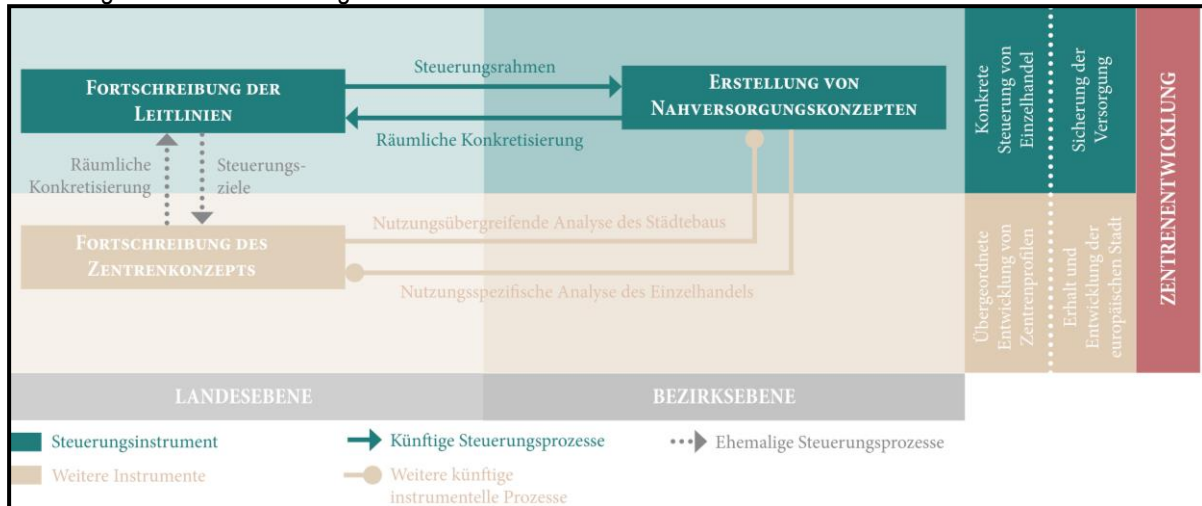 Steuerungsrahmen
FORTSCHREIBUNG DER
LEITLINIEN
ERSTELLUNG VON
NAHVERSORGUNGSKONZEPTEN
Räumliche Konkretisierung
Räumliche
Konkretisierung
Steuerungs-
ziele
Nutzungsübergreifende Analyse des Städtebaus
FORTSCHREIBUNG DES
ZENTRENKONZEPTS
Nutzungsspezifische Analyse des Einzelhandels
Konkrete
Steuerung von
Einzelhandel
Sicherung der
Versorgung
Übergeordnete
Entwicklung von
Zentrenprofilen
Erhalt und
Entwicklung der
europäischen Stadt
ZENTRENENTWICKLUNG
LANDESEBENE
BEZIRKSEBENE
Steuerungsinstrument
Künftige Steuerungsprozesse
Ehemalige Steuerungsprozesse
Weitere Instrumente
Weitere künftige
instrumentelle Prozesse